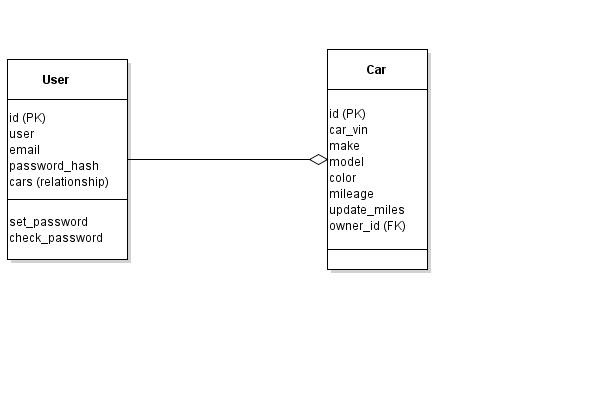 User
id (PK)
user
email
password_hash
cars (relationship)
set_password
check_password
Car
id (PK)
car_vin
make
model
color
mileage
update_miles
owner_id (FK)